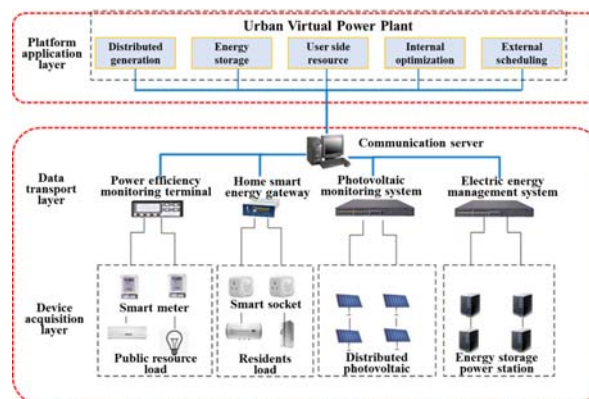 Urban Virtual Power Plant
Platform
application
layer
Distributed
generation
Energy
storage
User side
resource
Internal
optimization
External
scheduling
Communication server
Data
transport
layer
Power efficiency
monitoring terminal
Home smart
energy gateway
Photovoltaic
monitoring system
Electric energy
management system
Device
acquisition
layer
Smart meter
Public resource
load
Smart socket
Residents
load
Distributed
photovoltaic
Energy storage
power station